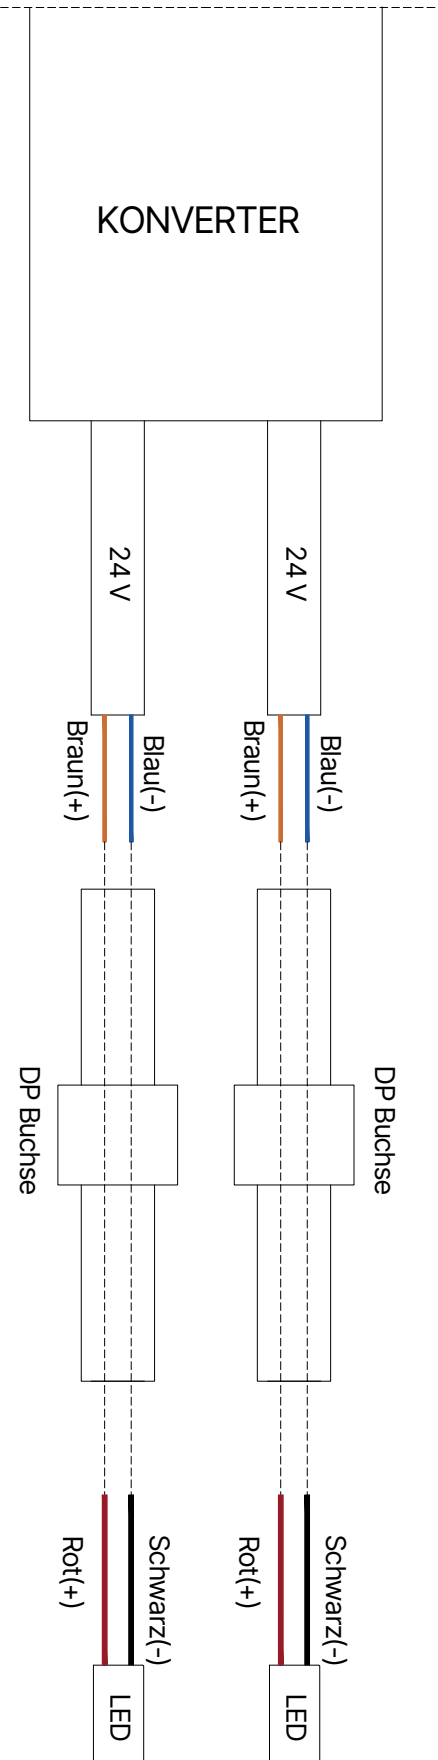 KONVERTER
24 V
24 V
Braun(+)
Blau(-)
Braun(+)
Blau(-)
DP Buchse
DP Buchse
Rot(+)
Schwarz(-)
Rot(+)
Schwarz(-)
LED
LED